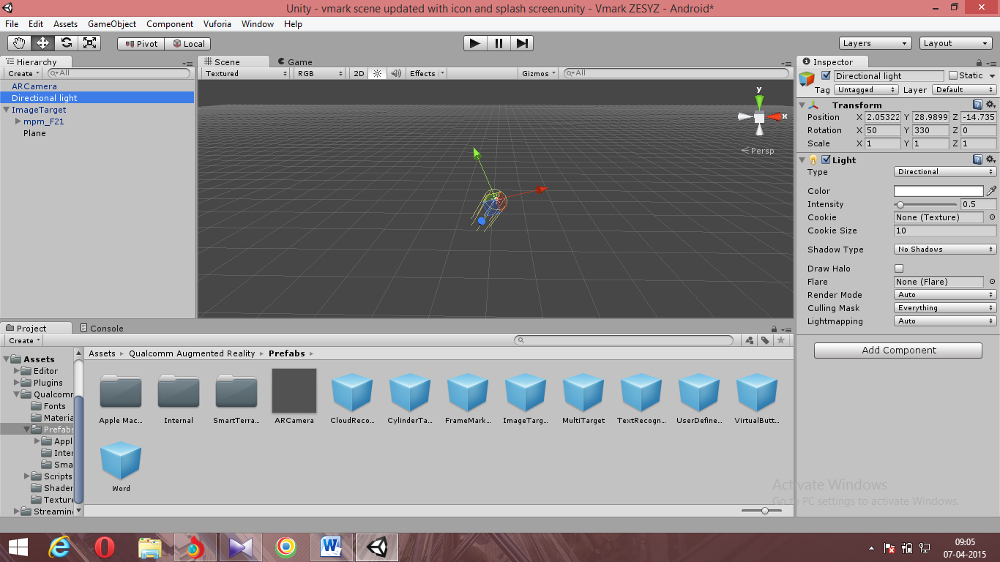 Unity - vmark scene updated with icon and splash screen.unity - Vmark ZESYZ - Android*
File Edit Assets GameObject Component Vuforia Window Help
Pivot Local Layers Layout
Hierarchy
Create All
ARCamera
Directional light
ImageTarget
mpm_F21
Plane
Scene Game
Textured RGB 2D Effects Gizmos All
y
x
Persp
Inspector
Directional light Static
Tag Untagged Layer Default
Transform
Position X 2.05322 Y 28.9899 Z -14.735
Rotation X 50 Y 330 Z 0
Scale X 1 Y 1 Z 1
Light
Type Directional
Color
Intensity 0.5
Cookie None (Texture)
Cookie Size 10
Shadow Type No Shadows
Draw Halo
Flare None (Flare)
Render Mode Auto
Culling Mask Everything
Lightmapping Auto
Add Component
Project Console
Create
Assets
Editor
Plugins
Qualcomm
Fonts
Materia
Prefabs
Appl
Inter
Sma
Scripts
Shader
Texture
Streamin
Assets Qualcomm Augmented Reality Prefabs
Apple Mac... Internal SmartTerra... ARCamera CloudReco... CylinderTa... FrameMark... ImageTarg... MultiTarget TextRecogn... UserDefine... VirtualButt...
Word
Activate Windows
Go to PC settings to activate Windows.
09:05
07-04-2015